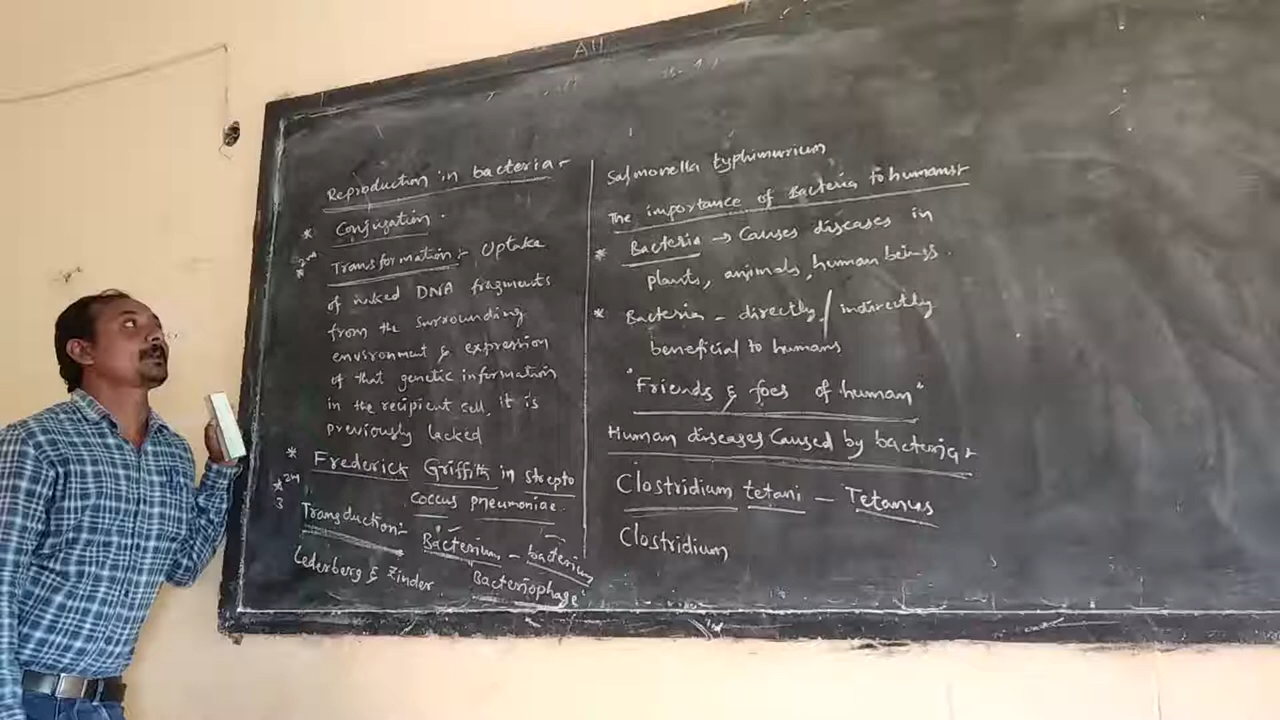 All
Reproduction in bacteria -
* Conjugation.
* 2nd Transformation :- Uptake
of naked DNA fragments
from the surrounding
environment & expression
of that genetic information
in the recipient cell, it is
previously lacked
* Frederick Griffith in strepto
coccus pneumoniae.
Transduction:- Bacterium - bacterium
Lederberg & Zinder. "Bacteriophage"
Salmonella typhimurium
The importance of Bacteria to humans:-
* Bacteria → Causes diseases in
plants, animals, human beings.
* Bacteria - directly / indirectly
beneficial to humans
"Friends & foes of human"
Human diseases Caused by bacteria -
Clostridium tetani - Tetanus
Clostridium